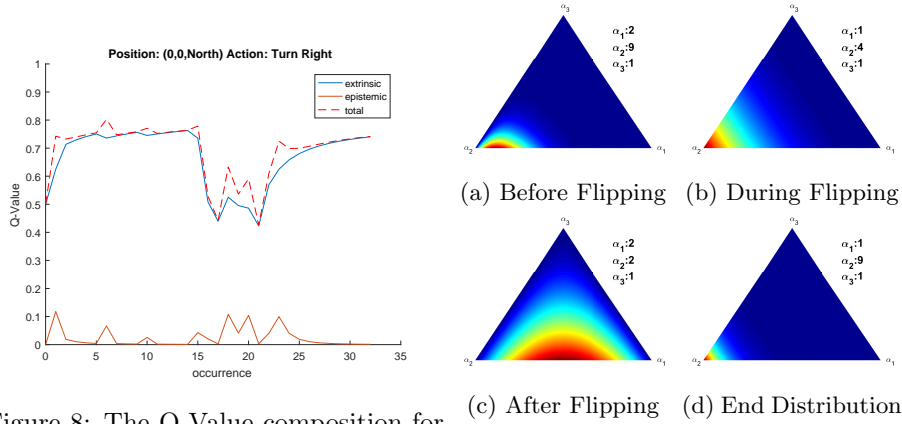 Position: (0,0,North) Action: Turn Right
1
0.9
0.8
0.7
0.6
0.5
0.4
0.3
0.2
0.1
0
Q-Value
0 5 10 15 20 25 30 35
occurrence
extrinsic
epistemic
total
Figure 8: The Q Value composition for
α3
α1:2
α2:9
α3:1
α2 α1
(a) Before Flipping
α3
α1:1
α2:4
α3:1
α2 α1
(b) During Flipping
α3
α1:2
α2:2
α3:1
α2 α1
(c) After Flipping
α3
α1:1
α2:9
α3:1
α2 α1
(d) End Distribution